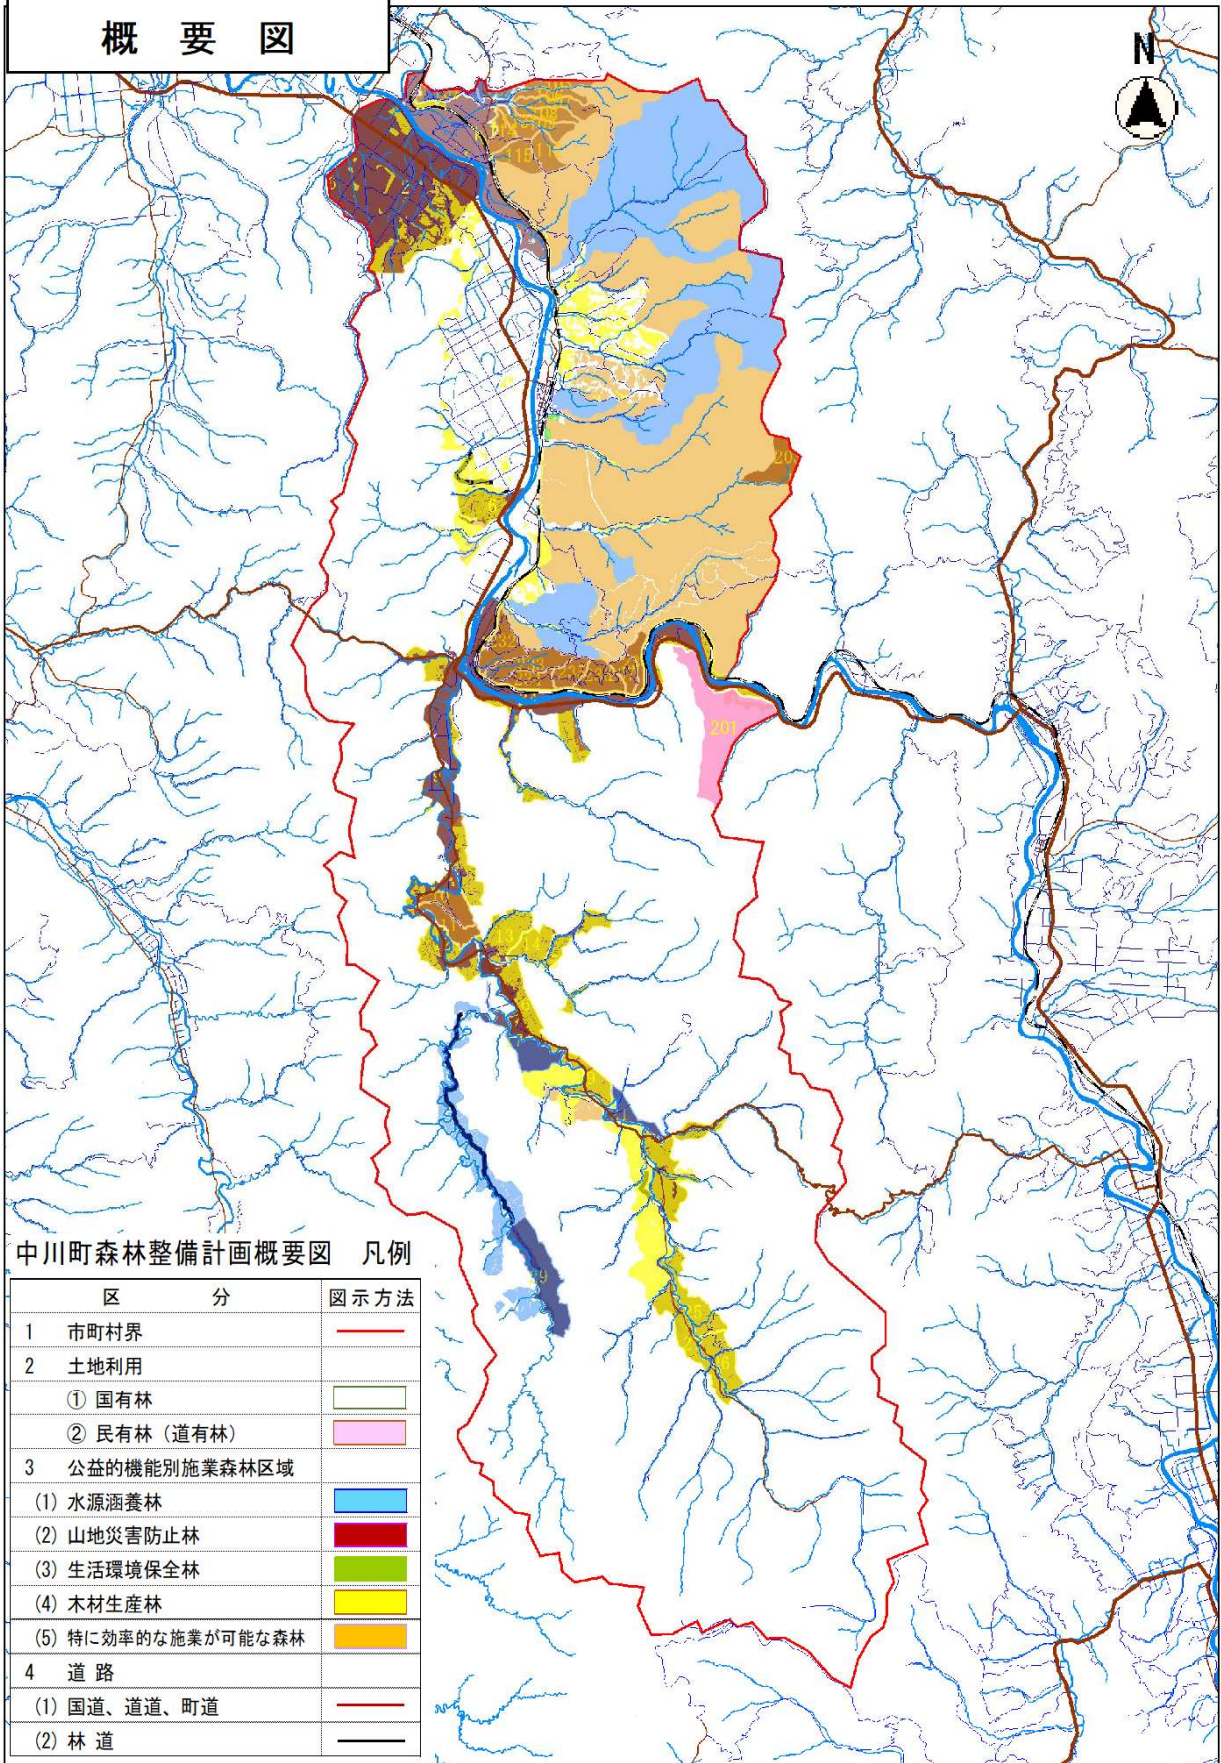 概 要 図
N
20
201
中川町森林整備計画概要図 凡例
区 分 図示方法
1 市町村界
2 土地利用
① 国有林
② 民有林（道有林）
3 公益的機能別施業森林区域
(1) 水源涵養林
(2) 山地災害防止林
(3) 生活環境保全林
(4) 木材生産林
(5) 特に効率的な施業が可能な森林
4 道 路
(1) 国道、道道、町道
(2) 林 道